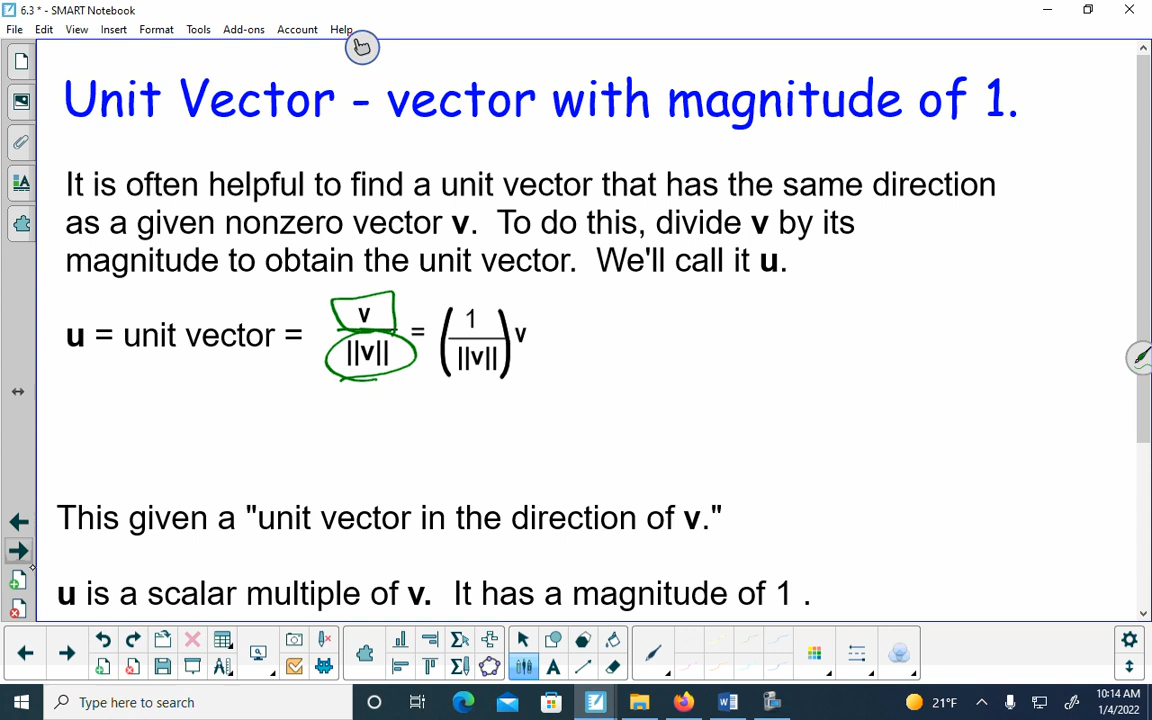 6.3 * - SMART Notebook
File Edit View Insert Format Tools Add-ons Account Help
Unit Vector - vector with magnitude of 1.
It is often helpful to find a unit vector that has the same direction
as a given nonzero vector v. To do this, divide v by its
magnitude to obtain the unit vector. We'll call it u.
u = unit vector = v / ||v|| = (1 / ||v||) v
This given a "unit vector in the direction of v."
u is a scalar multiple of v. It has a magnitude of 1 .
Type here to search
21°F
10:14 AM
1/4/2022